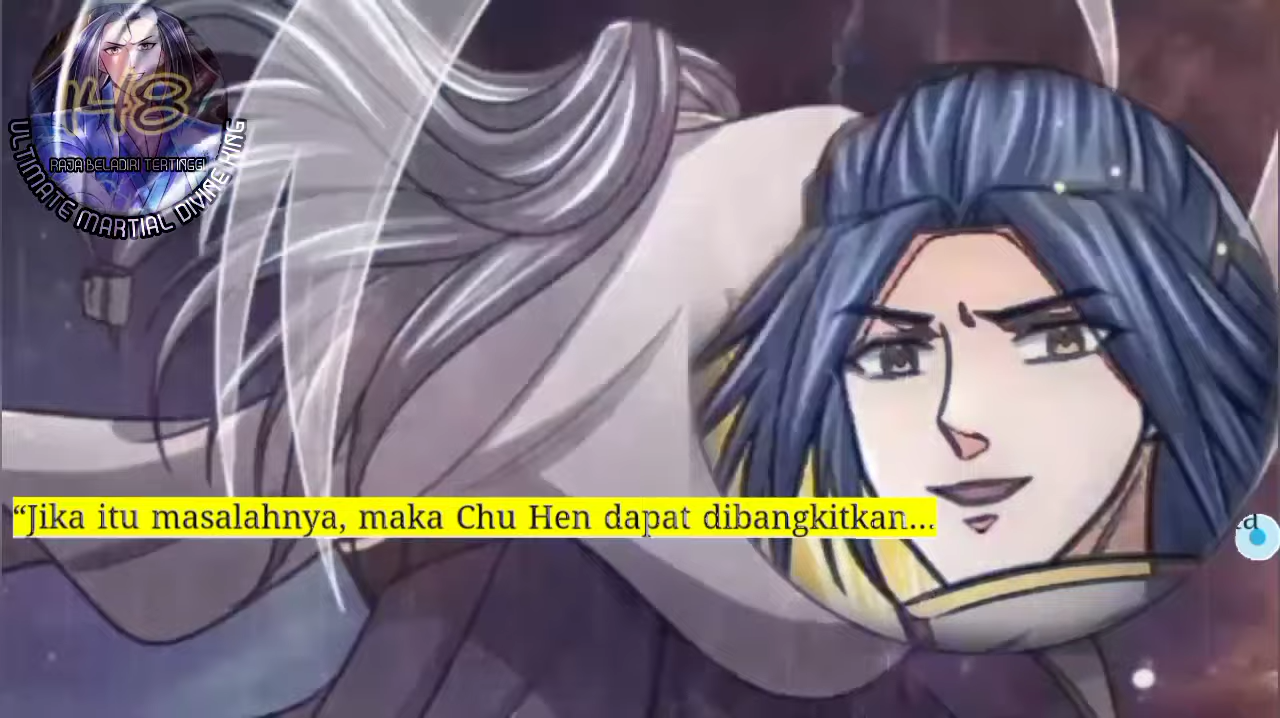 148
RAJA BELADIRI TERTINGGI
ULTIMATE MARTIAL DIVINE KING
“Jika itu masalahnya, maka Chu Hen dapat dibangkitkan...